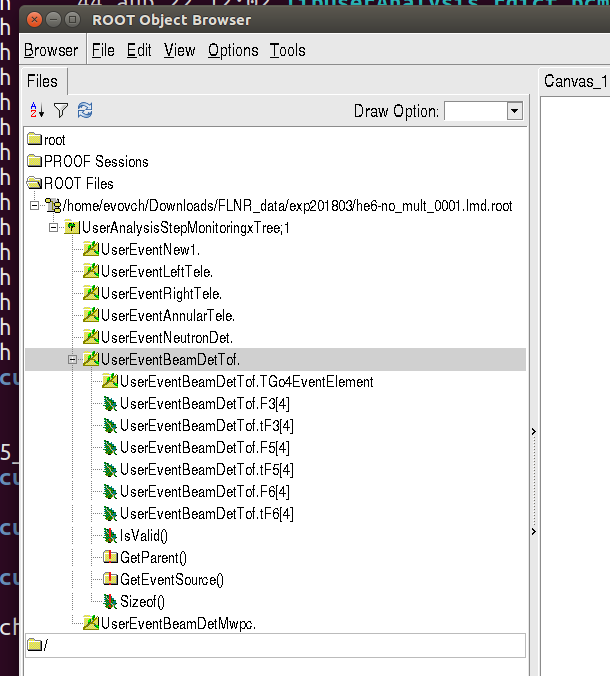 ROOT Object Browser
Browser File Edit View Options Tools
Files
Canvas_1
Draw Option:
root
PROOF Sessions
ROOT Files
/home/evovch/Downloads/FLNR_data/exp201803/he6-no_mult_0001.lmd.root
UserAnalysisStepMonitoringxTree;1
UserEventNew1.
UserEventLeftTele.
UserEventRightTele.
UserEventAnnularTele.
UserEventNeutronDet.
UserEventBeamDetTof.
UserEventBeamDetTof.TGo4EventElement
UserEventBeamDetTof.F3[4]
UserEventBeamDetTof.tF3[4]
UserEventBeamDetTof.F5[4]
UserEventBeamDetTof.tF5[4]
UserEventBeamDetTof.F6[4]
UserEventBeamDetTof.tF6[4]
IsValid()
GetParent()
GetEventSource()
Sizeof()
UserEventBeamDetMwpc.
/